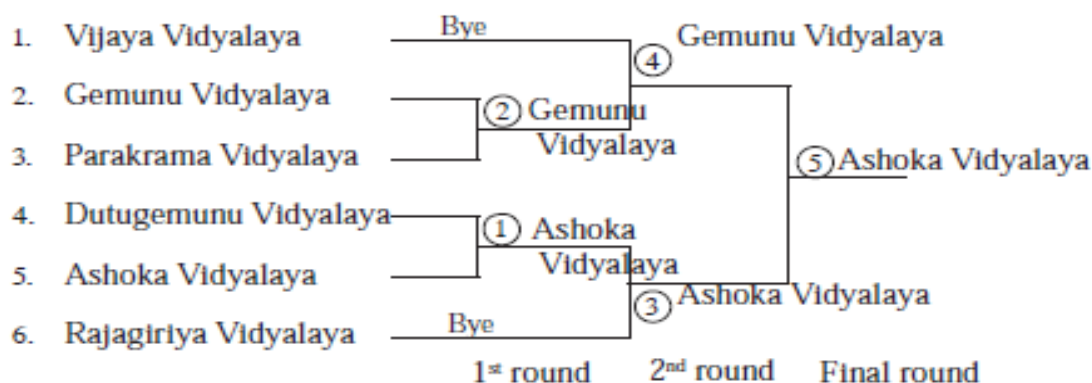 1. Vijaya Vidyalaya Bye
④ Gemunu Vidyalaya
2. Gemunu Vidyalaya
② Gemunu
Vidyalaya
3. Parakrama Vidyalaya
⑤ Ashoka Vidyalaya
4. Dutugemunu Vidyalaya
① Ashoka
Vidyalaya
5. Ashoka Vidyalaya
③ Ashoka Vidyalaya
6. Rajagiriya Vidyalaya Bye
1st round 2nd round Final round